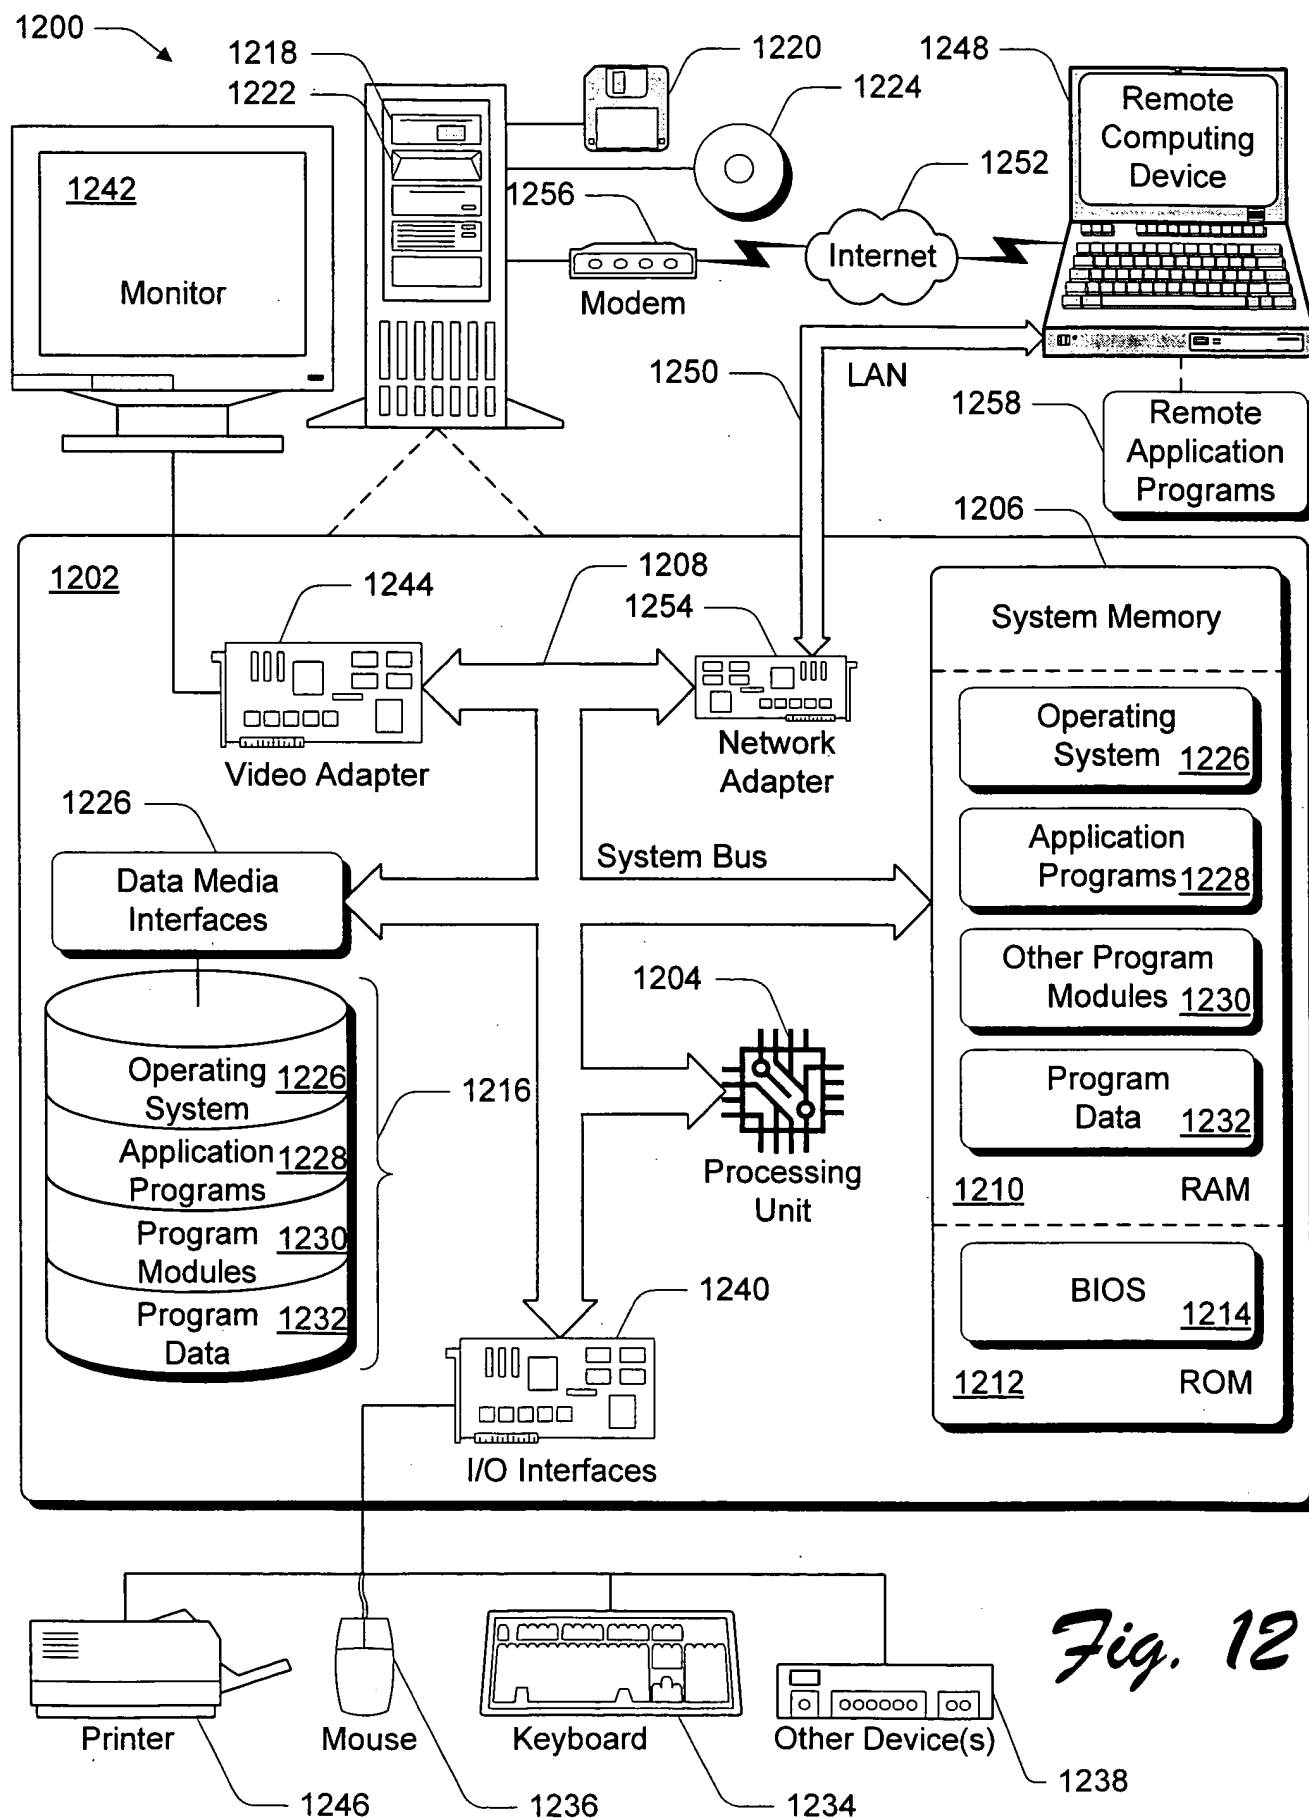 1200
1218
1222
1220
1224
1248
Remote
Computing
Device
1242
Monitor
1256
Modem
1252
Internet
1250
LAN
1258
Remote
Application
Programs
1206
1202
1244
1208
1254
System Memory
Video Adapter
Network
Adapter
Operating
System 1226
Application
Programs 1228
Other Program
Modules 1230
Program
Data 1232
1210 RAM
BIOS
1214
1212 ROM
1226
Data Media
Interfaces
System Bus
1204
Processing
Unit
Operating
System 1226
Application
Programs 1228
Program
Modules 1230
Program
Data 1232
1216
1240
I/O Interfaces
Printer
Mouse
Keyboard
Other Device(s)
1246
1236
1234
1238
Fig. 12